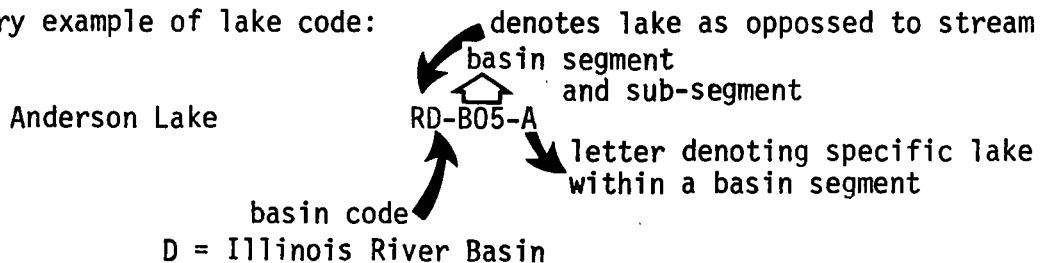 ry example of lake code: denotes lake as oppossed to stream
basin segment
and sub-segment
Anderson Lake RD-B05-A
letter denoting specific lake
within a basin segment
basin code
D = Illinois River Basin